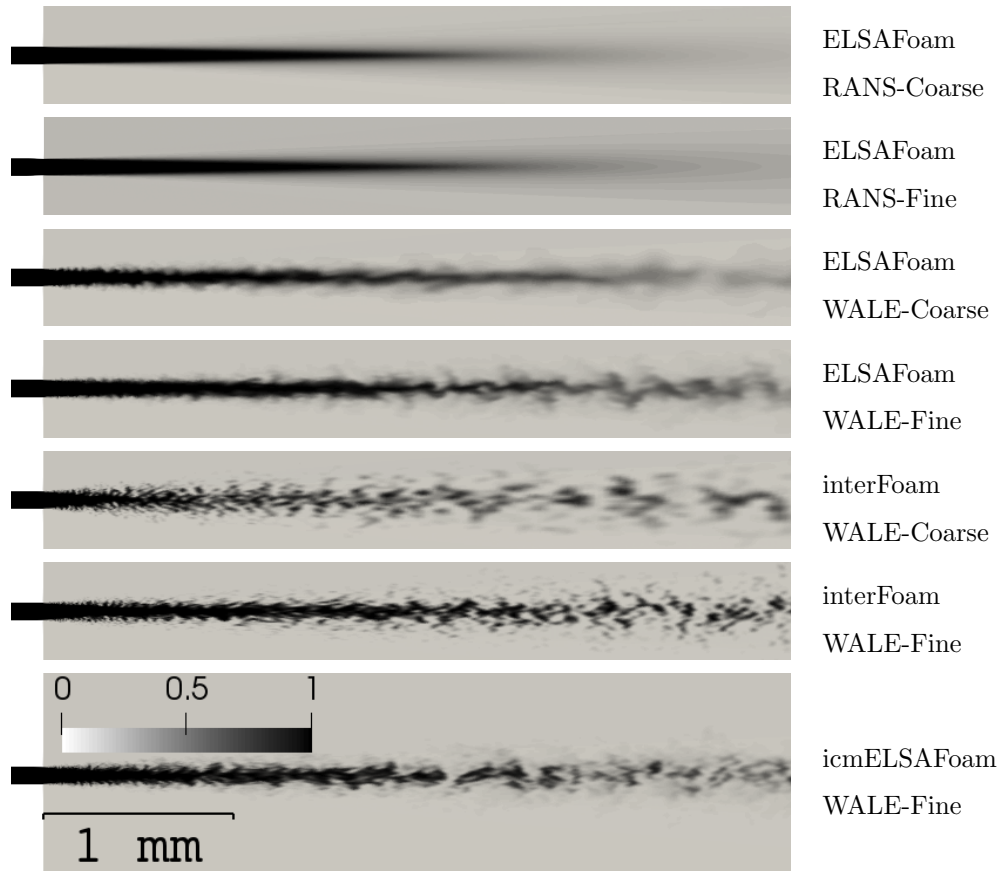 ELSAFoam
RANS-Coarse
ELSAFoam
RANS-Fine
ELSAFoam
WALE-Coarse
ELSAFoam
WALE-Fine
interFoam
WALE-Coarse
interFoam
WALE-Fine
0 0.5 1
icmELSAFoam
WALE-Fine
1 mm